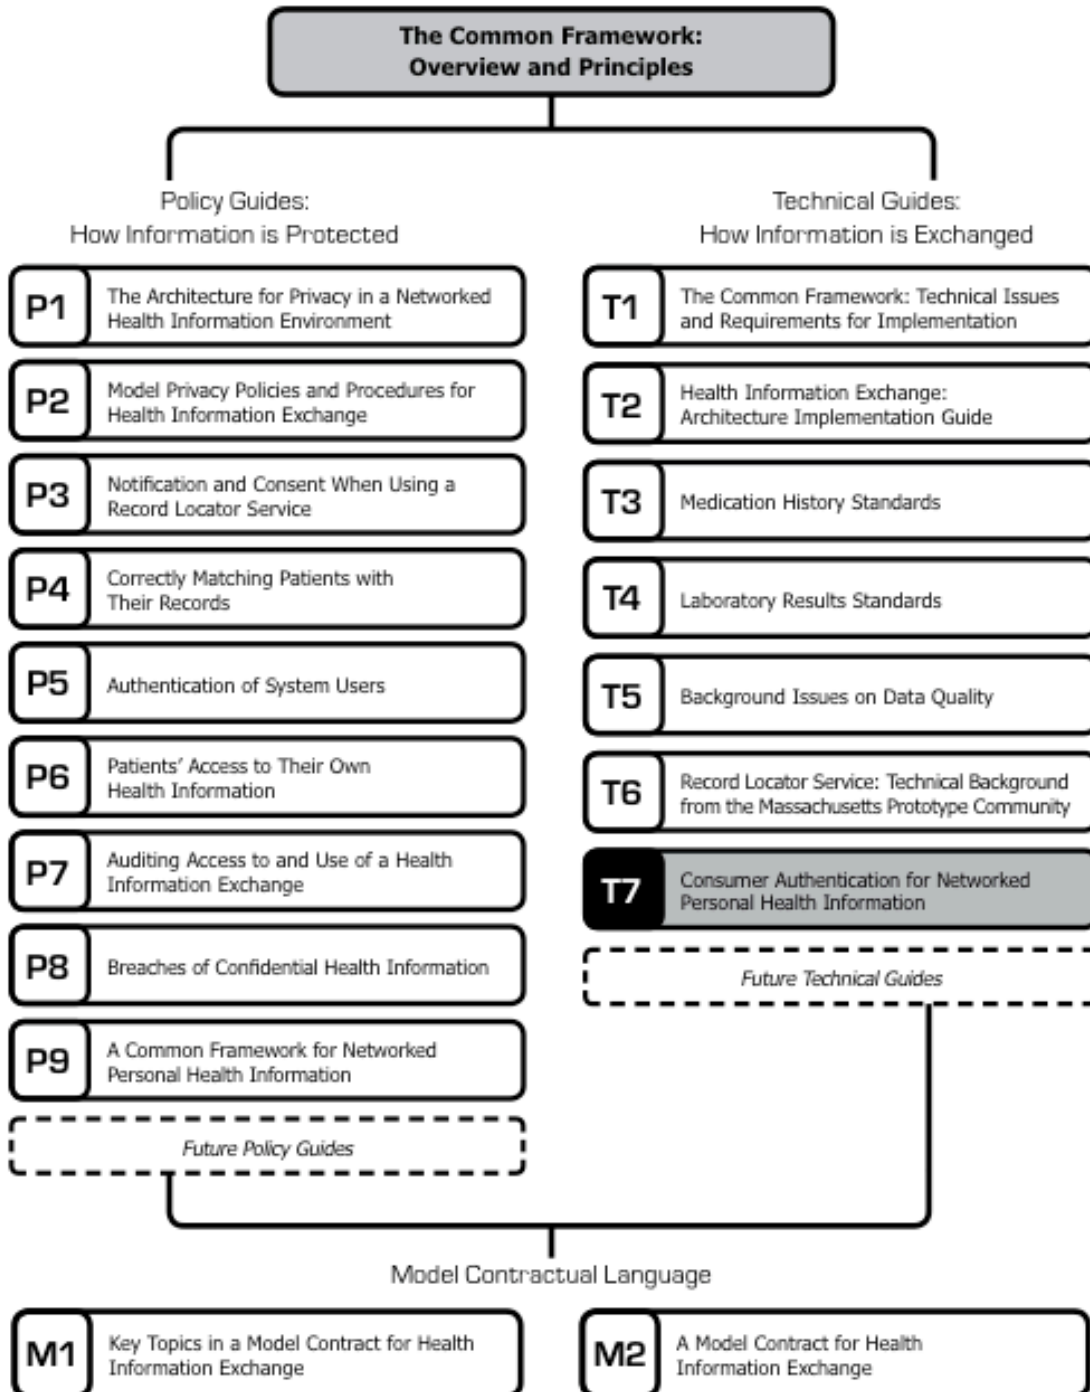 The Common Framework:
Overview and Principles
Policy Guides:
How Information is Protected
P1
The Architecture for Privacy in a Networked
Health Information Environment
P2
Model Privacy Policies and Procedures for
Health Information Exchange
P3
Notification and Consent When Using a
Record Locator Service
P4
Correctly Matching Patients with
Their Records
P5
Authentication of System Users
P6
Patients' Access to Their Own
Health Information
P7
Auditing Access to and Use of a Health
Information Exchange
P8
Breaches of Confidential Health Information
P9
A Common Framework for Networked
Personal Health Information
Future Policy Guides
Technical Guides:
How Information is Exchanged
T1
The Common Framework: Technical Issues
and Requirements for Implementation
T2
Health Information Exchange:
Architecture Implementation Guide
T3
Medication History Standards
T4
Laboratory Results Standards
T5
Background Issues on Data Quality
T6
Record Locator Service: Technical Background
from the Massachusetts Prototype Community
T7
Consumer Authentication for Networked
Personal Health Information
Future Technical Guides
Model Contractual Language
M1
Key Topics in a Model Contract for Health
Information Exchange
M2
A Model Contract for Health
Information Exchange